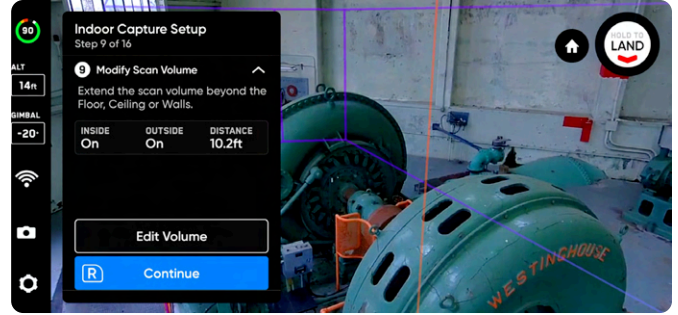 90
ALT
14ft
GIMBAL
-20°
Indoor Capture Setup
Step 9 of 16
9 Modify Scan Volume
Extend the scan volume beyond the
Floor, Ceiling or Walls.
INSIDE OUTSIDE DISTANCE
On On 10.2ft
Edit Volume
R Continue
HOLD TO
LAND
WESTINGHOUSE